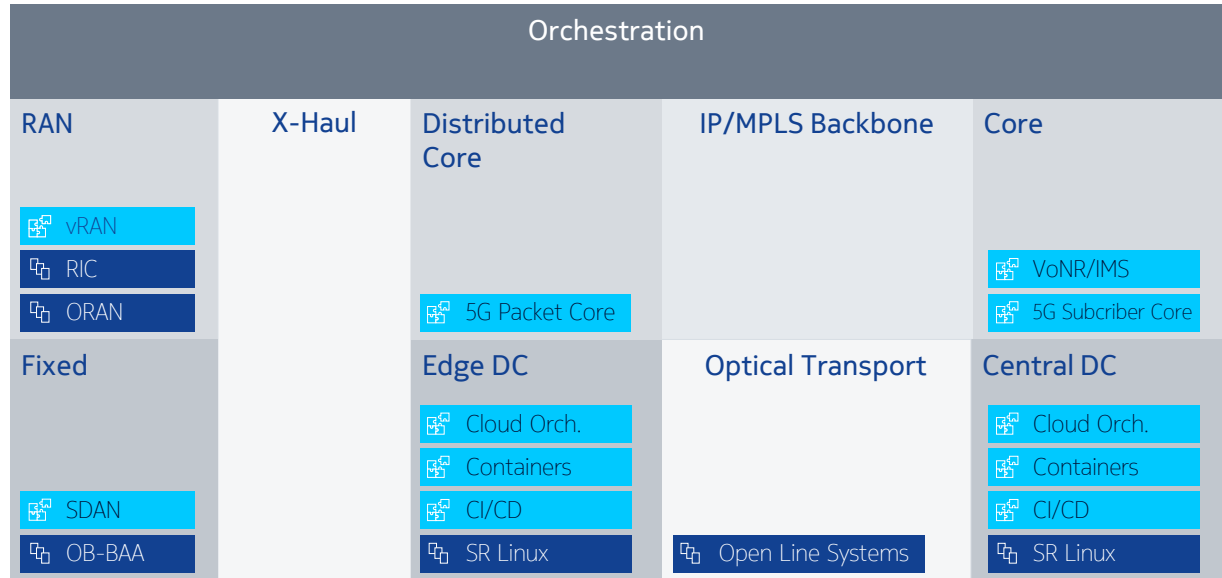 Orchestration
RAN
vRAN
RIC
ORAN
X-Haul
Distributed
Core
5G Packet Core
IP/MPLS Backbone
Core
VoNR/IMS
5G Subcriber Core
Fixed
SDAN
OB-BAA
Edge DC
Cloud Orch.
Containers
CI/CD
SR Linux
Optical Transport
Open Line Systems
Central DC
Cloud Orch.
Containers
CI/CD
SR Linux